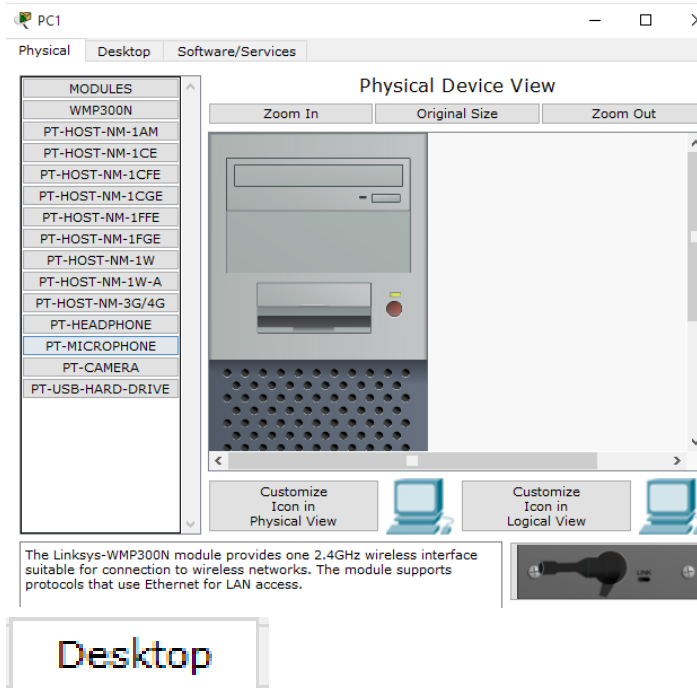 PC1
Physical
Desktop
Software/Services
MODULES
WMP300N
PT-HOST-NM-1AM
PT-HOST-NM-1CE
PT-HOST-NM-1CFE
PT-HOST-NM-1CGE
PT-HOST-NM-1FFE
PT-HOST-NM-1FGE
PT-HOST-NM-1W
PT-HOST-NM-1W-A
PT-HOST-NM-3G/4G
PT-HEADPHONE
PT-MICROPHONE
PT-CAMERA
PT-USB-HARD-DRIVE
Physical Device View
Zoom In
Original Size
Zoom Out
Customize
Icon in
Physical View
Customize
Icon in
Logical View
The Linksys-WMP300N module provides one 2.4GHz wireless interface
suitable for connection to wireless networks. The module supports
protocols that use Ethernet for LAN access.
LINK
Desktop